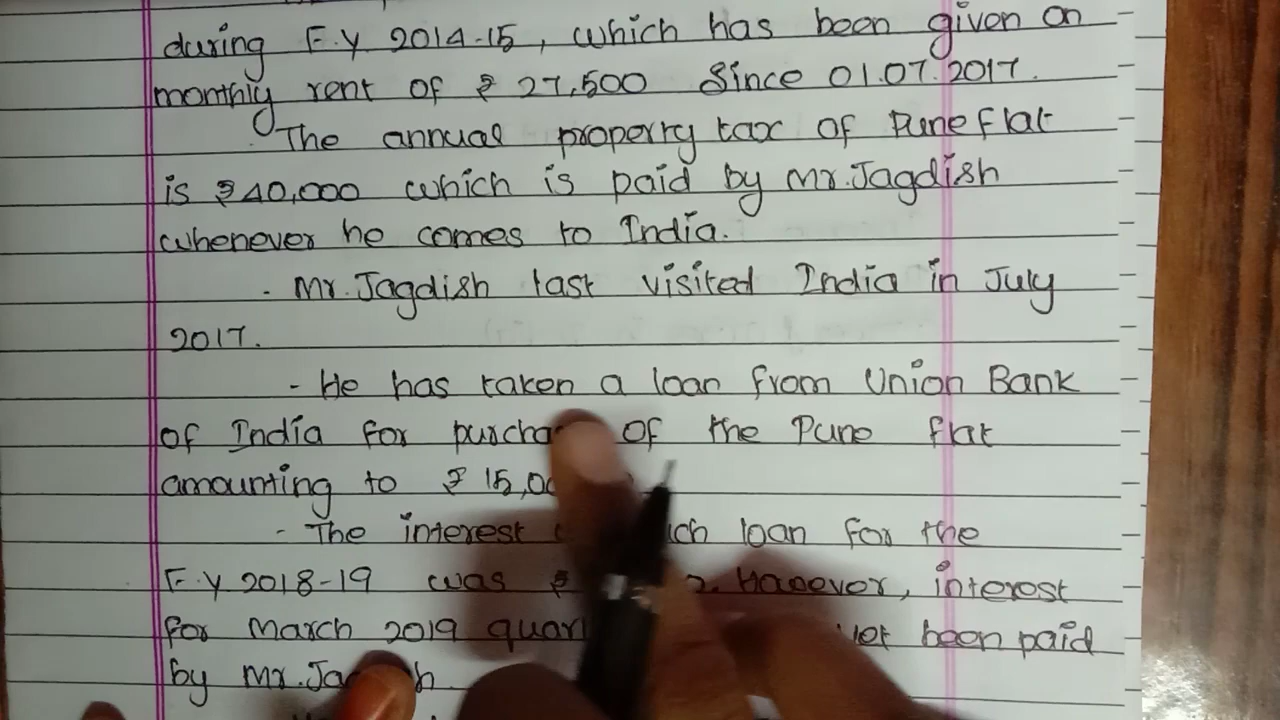 during F.Y 2014-15, which has been given on
monthly rent of ₹ 27,500 Since 01.07.2017.
The annual property tax of Pune flat
is ₹40,000 which is paid by Mr.Jagdish
whenever he comes to India.
- Mr.Jagdish last visited India in July
2017.
- He has taken a loan from Union Bank
of India for of the Pune flat
amounting to ₹
- The interest loan for the
F.Y 2018-19 was ₹ However, interest
for March 2019 been paid
by